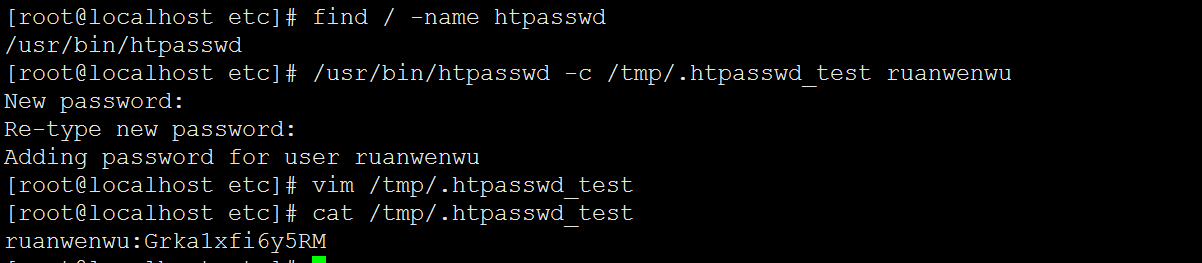 [root@localhost etc]# find / -name htpasswd
/usr/bin/htpasswd
[root@localhost etc]# /usr/bin/htpasswd -c /tmp/.htpasswd_test ruanwenwu
New password:
Re-type new password:
Adding password for user ruanwenwu
[root@localhost etc]# vim /tmp/.htpasswd_test
[root@localhost etc]# cat /tmp/.htpasswd_test
ruanwenwu:Grka1xfi6y5RM